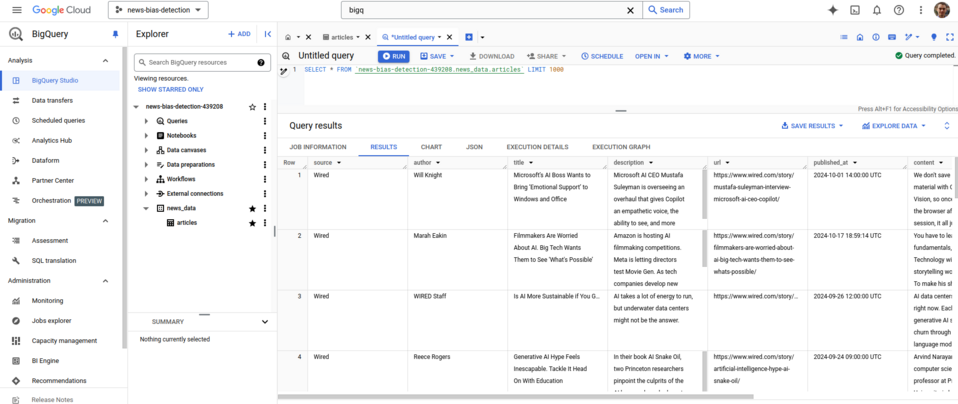 Google Cloud
news-bias-detection
bigq
Search
BigQuery
Explorer
+ ADD
articles
*Untitled query
Analysis
BigQuery Studio
Data transfers
Scheduled queries
Analytics Hub
Dataform
Partner Center
Orchestration PREVIEW
Migration
Assessment
SQL translation
Administration
Monitoring
Jobs explorer
Capacity management
BI Engine
Recommendations
Release Notes
Search BigQuery resources
Viewing resources.
SHOW STARRED ONLY
news-bias-detection-439208
Queries
Notebooks
Data canvases
Data preparations
Workflows
External connections
news_data
articles
SUMMARY
Nothing currently selected
Untitled query
RUN
SAVE
DOWNLOAD
SHARE
SCHEDULE
OPEN IN
MORE
Query completed.
1 SELECT * FROM `news-bias-detection-439208.news_data.articles` LIMIT 1000
Press Alt+F1 for Accessibility Options
Query results
SAVE RESULTS
EXPLORE DATA
JOB INFORMATION
RESULTS
CHART
JSON
EXECUTION DETAILS
EXECUTION GRAPH
Row source author title description url published_at content
1 Wired Will Knight
Microsoft's AI Boss Wants to
Bring 'Emotional Support' to
Windows and Office
Microsoft AI CEO Mustafa
Suleyman is overseeing an
overhaul that gives Copilot
an empathetic voice, the
ability to see, and more
https://www.wired.com/story/
mustafa-suleyman-interview-
microsoft-ai-ceo-copilot/
2024-10-01 14:00:00 UTC
We don't save
material with C
Vision, so once
the browser af
session, it all j
2 Wired Marah Eakin
Filmmakers Are Worried
About AI. Big Tech Wants
Them to See 'What's Possible'
Amazon is hosting AI
filmmaking competitions.
Meta is letting directors
test Movie Gen. As tech
companies develop new
https://www.wired.com/story/
filmmakers-are-worried-about-
ai-big-tech-wants-them-to-see-
whats-possible/
2024-10-17 18:59:14 UTC
You have to le
fundamentals,
Technology wi
storytelling wo
To make his sh
3 Wired WIRED Staff
Is AI More Sustainable if You G...
AI takes a lot of energy to run,
but underwater data centers
might not be the answer.
https://www.wired.com/story/...
2024-09-26 12:00:00 UTC
AI data centers
right now. Eacl
generative AI s
churn through
language mod
4 Wired Reece Rogers
Generative AI Hype Feels
Inescapable. Tackle It Head
On With Education
In their book AI Snake Oil,
two Princeton researchers
pinpoint the culprits of the
https://www.wired.com/story/
artificial-intelligence-hype-ai-
snake-oil/
2024-09-24 09:00:00 UTC
Arvind Narayar
computer scie
professor at P